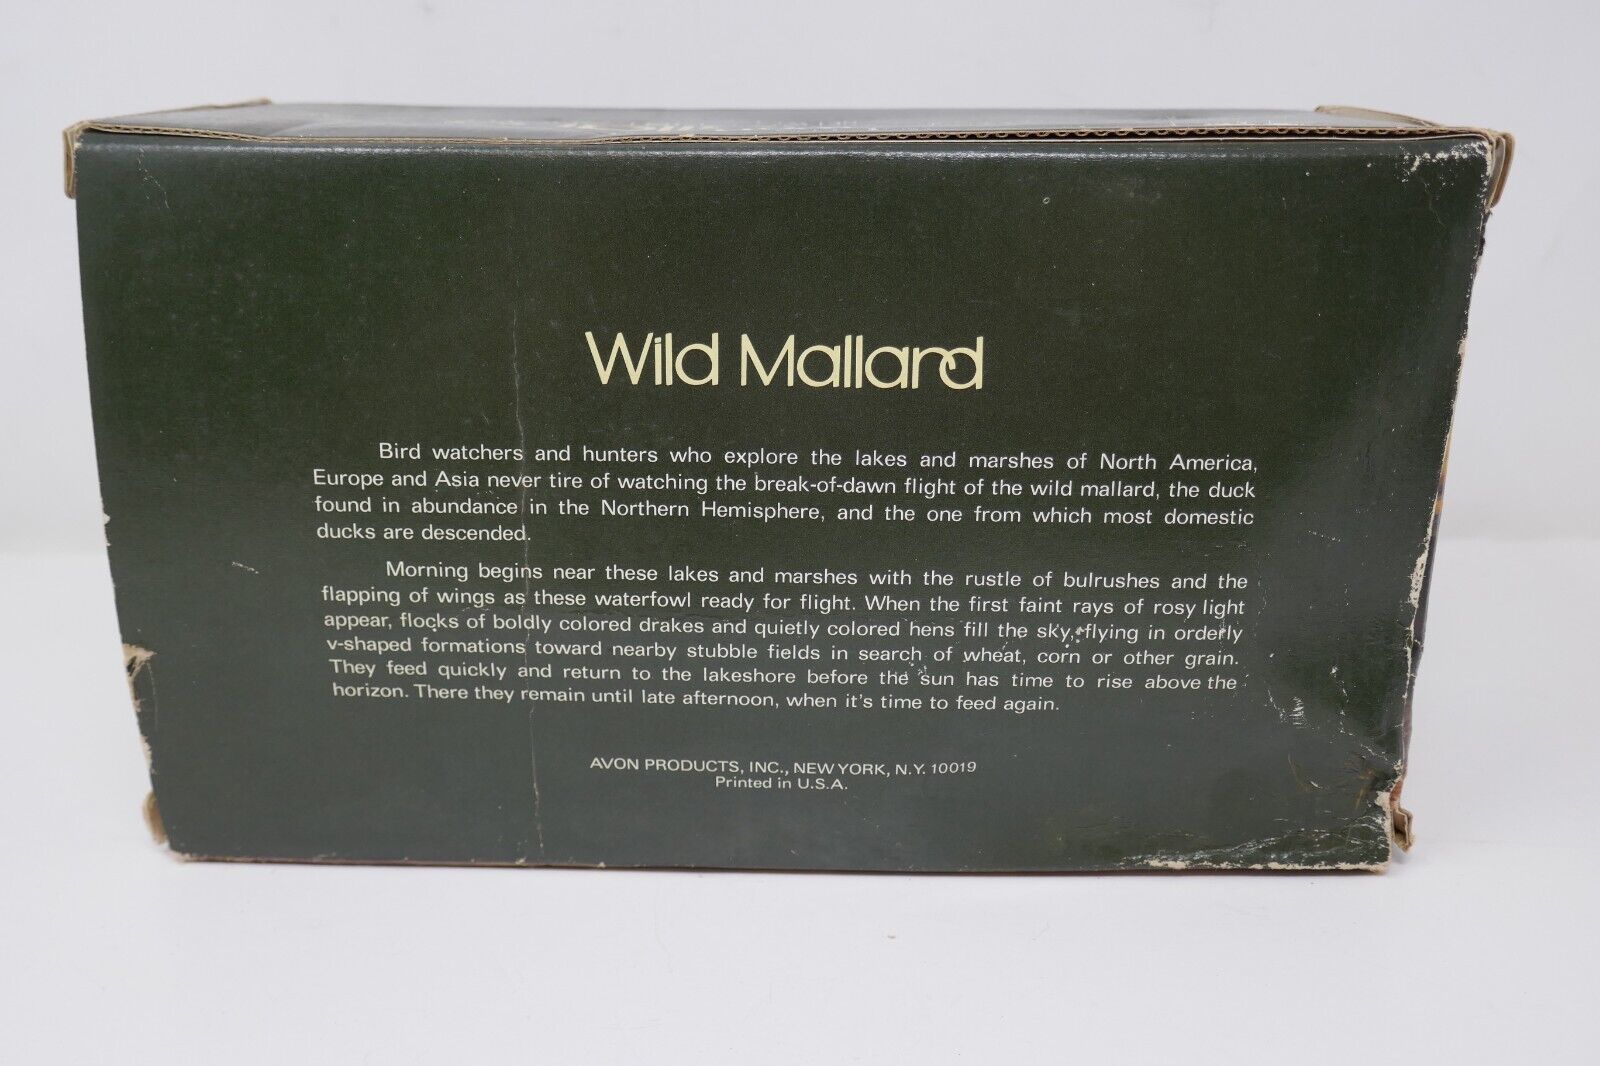 Wild Mallard
Bird watchers and hunters who explore the lakes and marshes of North America,
Europe and Asia never tire of watching the break-of-dawn flight of the wild mallard, the duck
found in abundance in the Northern Hemisphere, and the one from which most domestic
ducks are descended.
Morning begins near these lakes and marshes with the rustle of bulrushes and the
flapping of wings as these waterfowl ready for flight. When the first faint rays of rosy light
appear, flocks of boldly colored drakes and quietly colored hens fill the sky, flying in orderly
v-shaped formations toward nearby stubble fields in search of wheat, corn or other grain.
They feed quickly and return to the lakeshore before the sun has time to rise above the
horizon. There they remain until late afternoon, when it's time to feed again.
AVON PRODUCTS, INC., NEW YORK, N.Y. 10019
Printed in U.S.A.